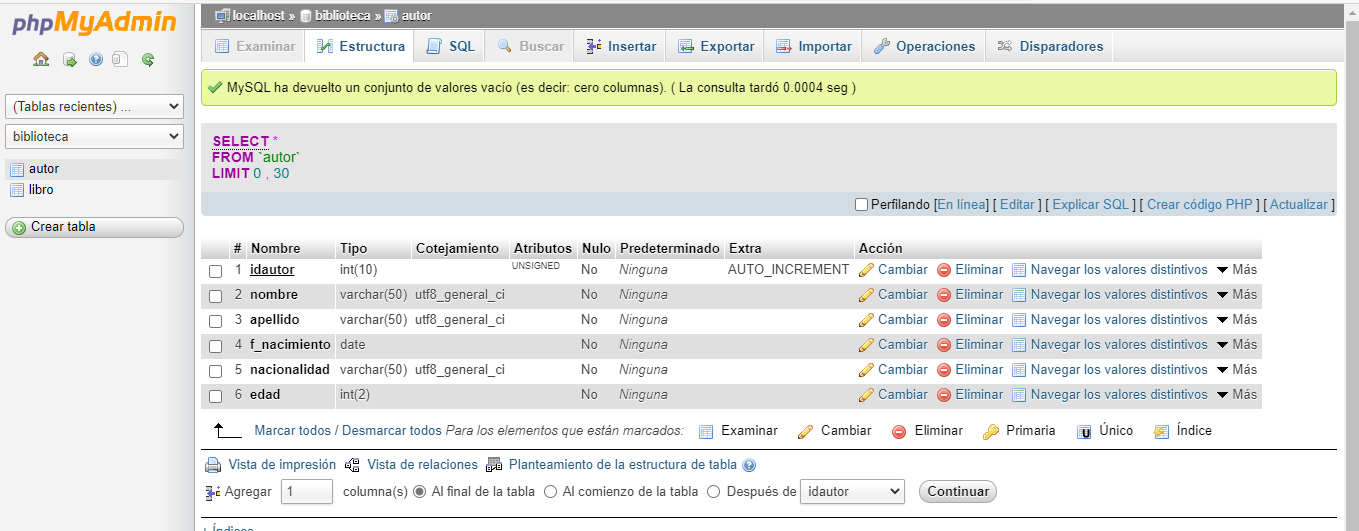 phpMyAdmin
localhost » biblioteca » autor
Examinar Estructura SQL Buscar Insertar Exportar Importar Operaciones Disparadores
(Tablas recientes) ...
biblioteca
autor
libro
Crear tabla
MySQL ha devuelto un conjunto de valores vacío (es decir: cero columnas). ( La consulta tardó 0.0004 seg )
SELECT *
FROM `autor`
LIMIT 0 , 30
Perfilando [En línea] [ Editar ] [ Explicar SQL ] [ Crear código PHP ] [ Actualizar ]
# Nombre Tipo Cotejamiento Atributos Nulo Predeterminado Extra Acción
1 idautor int(10) UNSIGNED No Ninguna AUTO_INCREMENT Cambiar Eliminar Navegar los valores distintivos Más
2 nombre varchar(50) utf8_general_ci No Ninguna Cambiar Eliminar Navegar los valores distintivos Más
3 apellido varchar(50) utf8_general_ci No Ninguna Cambiar Eliminar Navegar los valores distintivos Más
4 f_nacimiento date No Ninguna Cambiar Eliminar Navegar los valores distintivos Más
5 nacionalidad varchar(50) utf8_general_ci No Ninguna Cambiar Eliminar Navegar los valores distintivos Más
6 edad int(2) No Ninguna Cambiar Eliminar Navegar los valores distintivos Más
Marcar todos / Desmarcar todos Para los elementos que están marcados: Examinar Cambiar Eliminar Primaria Único Índice
Vista de impresión Vista de relaciones Planteamiento de la estructura de tabla
Agregar 1 columna(s) Al final de la tabla Al comienzo de la tabla Después de idautor Continuar
+ Índices